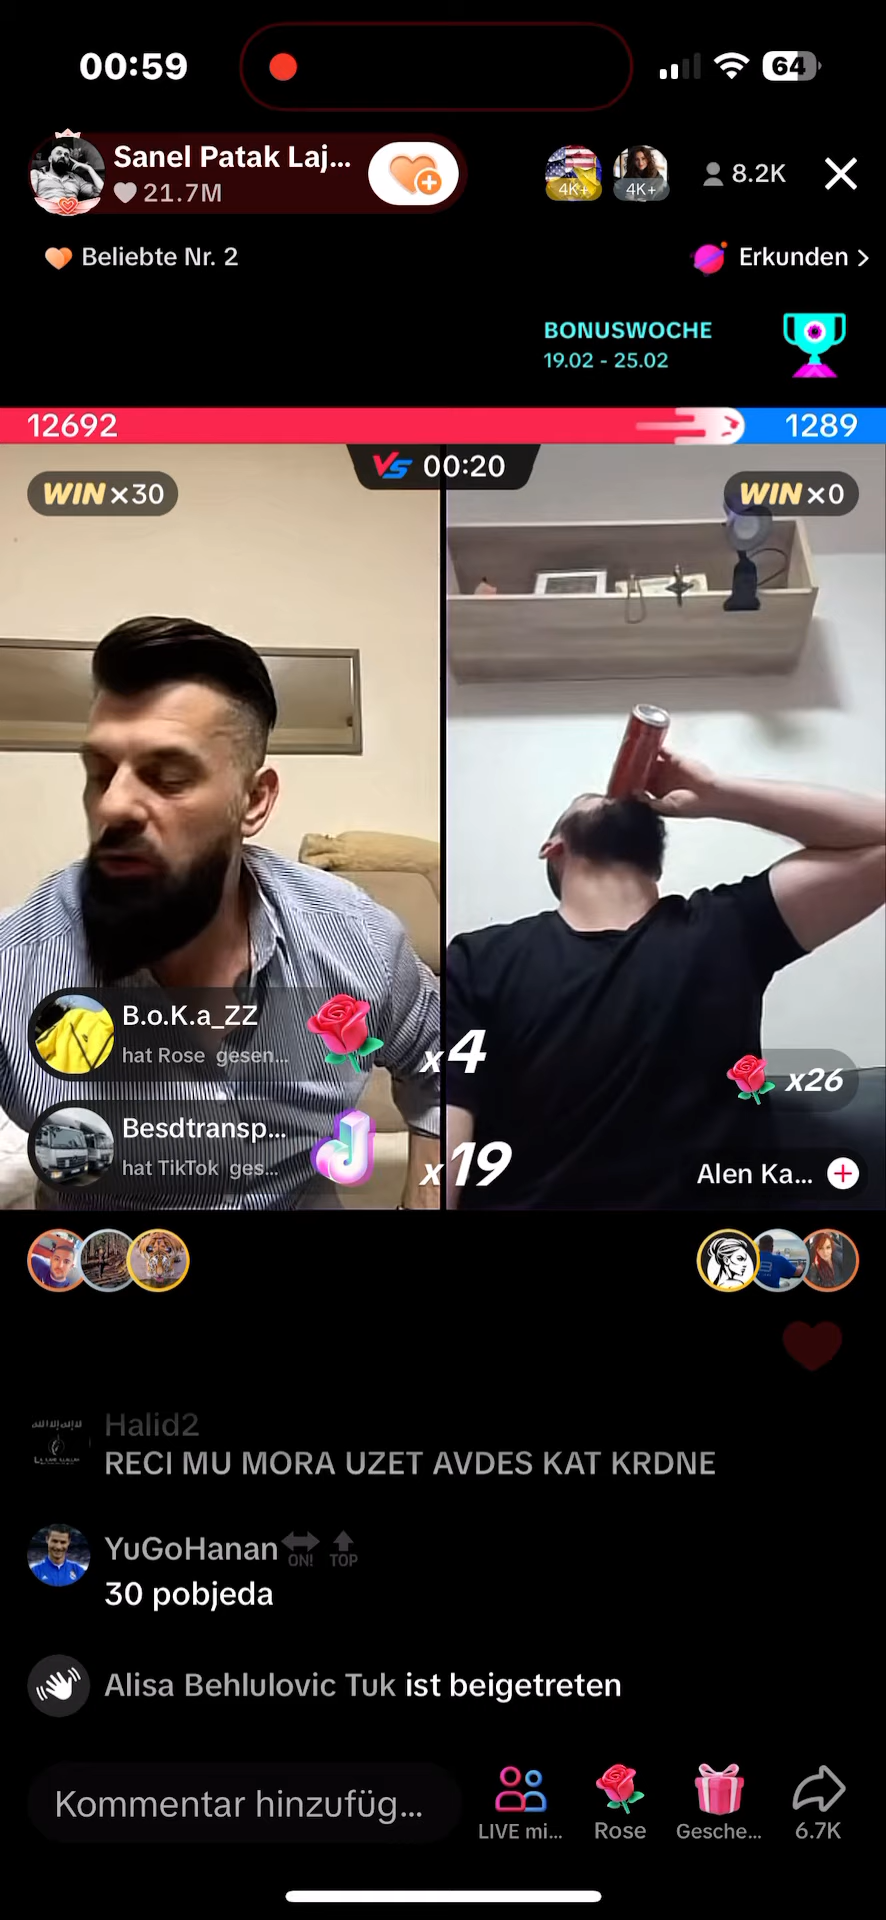 00:59
64
Sanel Patak Laj...
21.7M
4K+
4K+
8.2K
Beliebte Nr. 2
Erkunden >
BONUSWOCHE
19.02 - 25.02
12692
1289
VS 00:20
WIN x30
WIN x0
B.o.K.a_ZZ
hat Rose gesen...
x4
x26
Besdtransp...
hat TikTok ges...
x19
Alen Ka...
Halid2
RECI MU MORA UZET AVDES KAT KRDNE
YuGoHanan
ON!
TOP
30 pobjeda
Alisa Behlulovic Tuk ist beigetreten
Kommentar hinzufüg...
LIVE mi...
Rose
Gesche...
6.7K